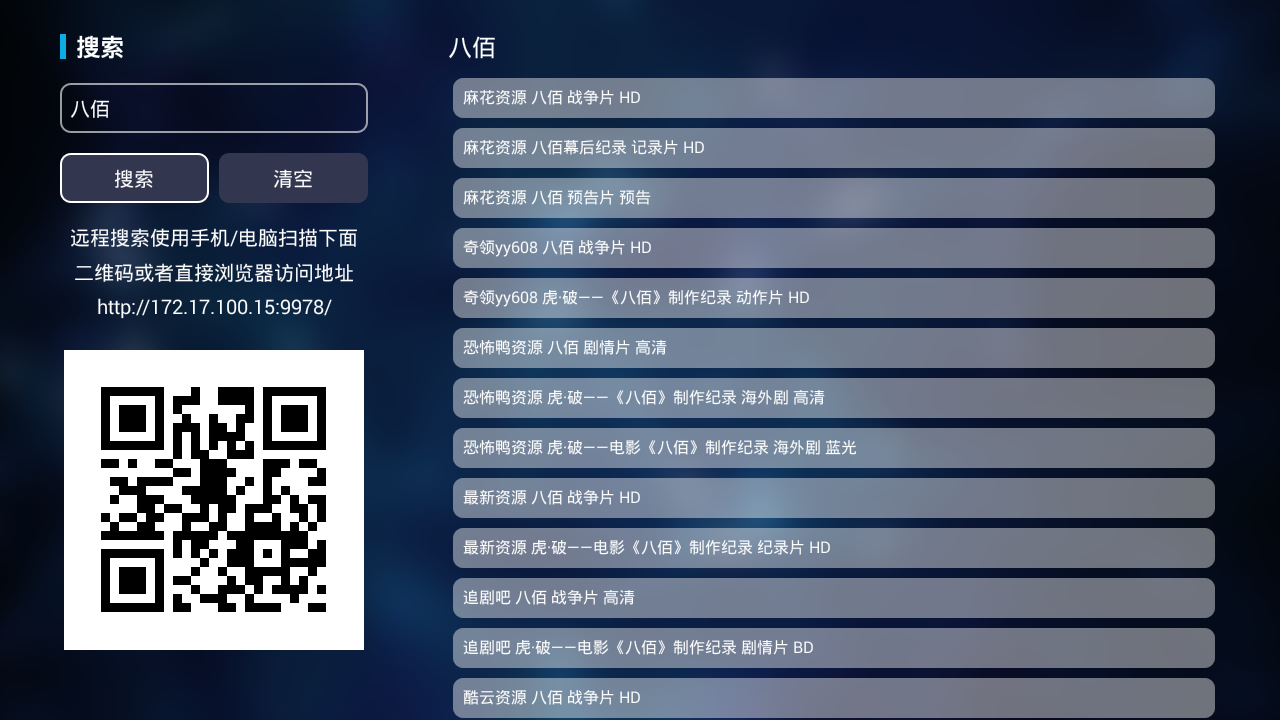 搜索
八佰
搜索
清空
远程搜索使用手机/电脑扫描下面
二维码或者直接浏览器访问地址
http://172.17.100.15:9978/
八佰
麻花资源 八佰 战争片 HD
麻花资源 八佰幕后纪录 记录片 HD
麻花资源 八佰 预告片 预告
奇领yy608 八佰 战争片 HD
奇领yy608 虎·破——《八佰》制作纪录 动作片 HD
恐怖鸭资源 八佰 剧情片 高清
恐怖鸭资源 虎·破——《八佰》制作纪录 海外剧 高清
恐怖鸭资源 虎·破——电影《八佰》制作纪录 海外剧 蓝光
最新资源 八佰 战争片 HD
最新资源 虎·破——电影《八佰》制作纪录 纪录片 HD
追剧吧 八佰 战争片 高清
追剧吧 虎·破——电影《八佰》制作纪录 剧情片 BD
酷云资源 八佰 战争片 HD